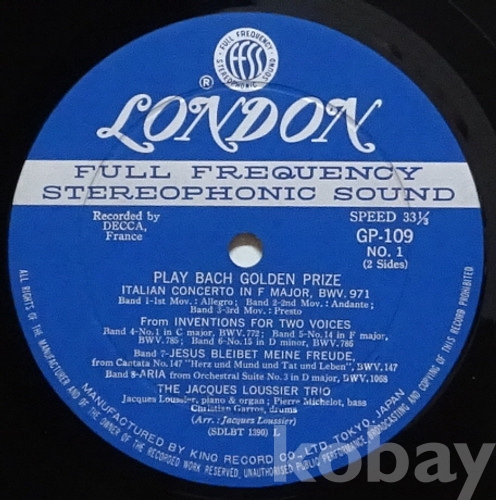 FULL FREQUENCY
FFSS
STEREOPHONIC SOUND
®
LONDON
FULL FREQUENCY
STEREOPHONIC SOUND
Recorded by
DECCA,
France
SPEED 33⅓
GP-109
NO. 1
(2 Sides)
PLAY BACH GOLDEN PRIZE
ITALIAN CONCERTO IN F MAJOR, BWV. 971
Band 1-1st Mov.: Allegro; Band 2-2nd Mov.: Andante;
Band 3-3rd Mov.: Presto
From INVENTIONS FOR TWO VOICES
Band 4-No.1 in C major, BWV.772; Band 5-No.14 in F major,
BWV.785; Band 6-No.15 in D minor, BWV.786
Band 7-JESUS BLEIBET MEINE FREUDE,
from Cantata No.147 "Herz und Mund und Tat und Leben", BWV.147
Band 8-ARIA from Orchestral Suite No.3 in D major, BWV.1068
THE JACQUES LOUSSIER TRIO
Jacques Loussier, piano & organ; Pierre Michelot, bass
Christian Garros, drums
(Arr.: Jacques Loussier)
(SDLBT 1390) L
MANUFACTURED BY KING RECORD CO., LTD., TOKYO, JAPAN
ALL RIGHTS OF THE MANUFACTURER AND OF THE OWNER OF THE RECORDED WORK RESERVED, UNAUTHORISED PUBLIC PERFORMANCE, BROADCASTING AND COPYING OF THIS RECORD PROHIBITED
kobay